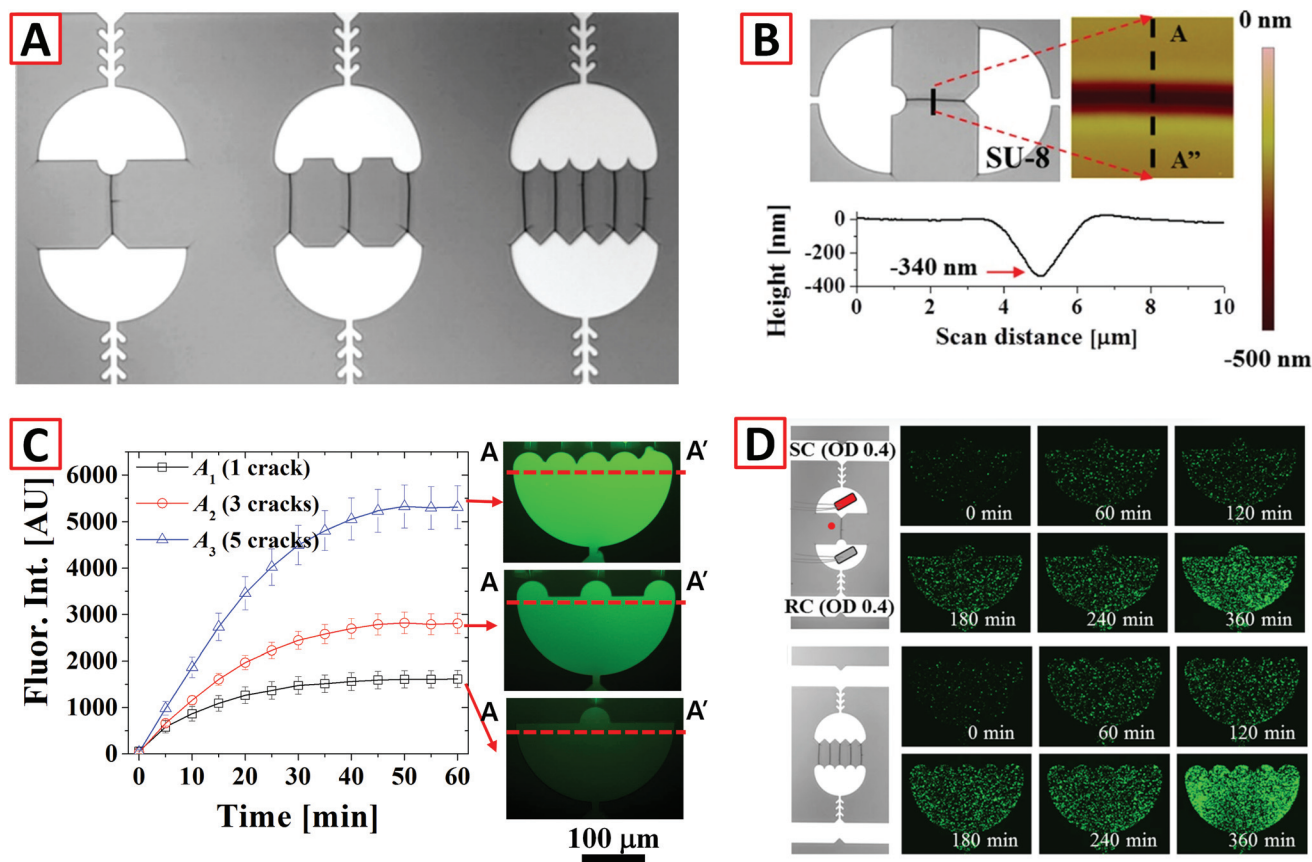 A
B
0 nm
A
A”
SU-8
-500 nm
Height [nm]
0
-200
-400
-340 nm
0 2 4 6 8 10
Scan distance [μm]
C
Fluor. Int. [AU]
6000
5000
4000
3000
2000
1000
0
A₁ (1 crack)
A₂ (3 cracks)
A₃ (5 cracks)
0 10 20 30 40 50 60
Time [min]
A A'
A A'
A A'
100 μm
D
SC (OD 0.4)
RC (OD 0.4)
0 min 60 min 120 min
180 min 240 min 360 min
0 min 60 min 120 min
180 min 240 min 360 min